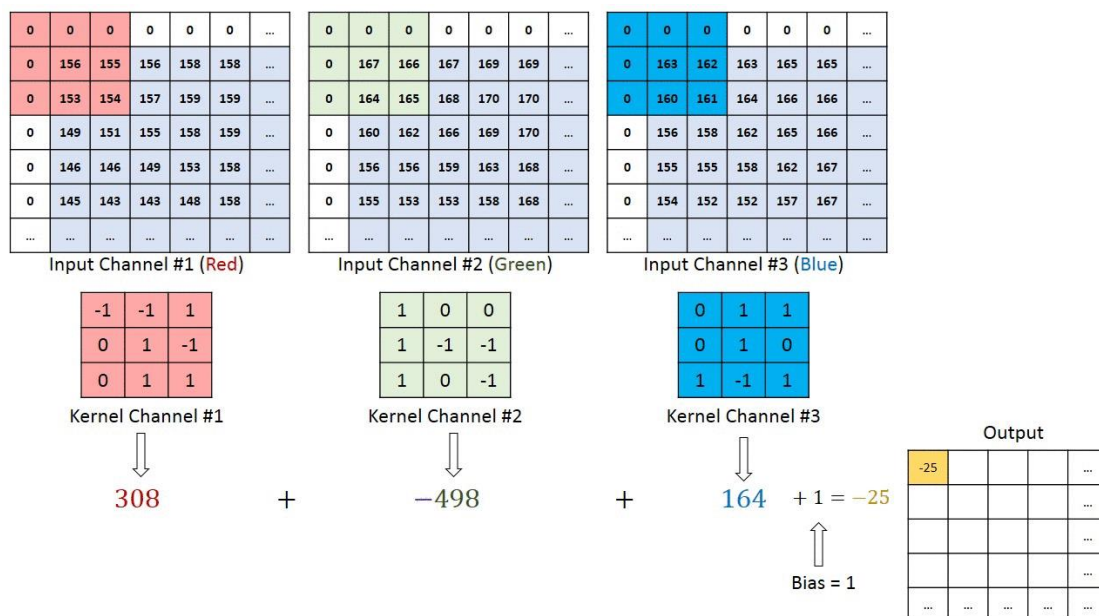 0 0 0 0 0 0 ...
0 156 155 156 158 158 ...
0 153 154 157 159 159 ...
0 149 151 155 158 159 ...
0 146 146 149 153 158 ...
0 145 143 143 148 158 ...
... ... ... ... ... ... ...
Input Channel #1 (Red)
0 0 0 0 0 0 ...
0 167 166 167 169 169 ...
0 164 165 168 170 170 ...
0 160 162 166 169 170 ...
0 156 156 159 163 168 ...
0 155 153 153 158 168 ...
... ... ... ... ... ... ...
Input Channel #2 (Green)
0 0 0 0 0 0 ...
0 163 162 163 165 165 ...
0 160 161 164 166 166 ...
0 156 158 162 165 166 ...
0 155 155 158 162 167 ...
0 154 152 152 157 167 ...
... ... ... ... ... ... ...
Input Channel #3 (Blue)
-1 -1 1
0 1 -1
0 1 1
Kernel Channel #1
1 0 0
1 -1 -1
1 0 -1
Kernel Channel #2
0 1 1
0 1 0
1 -1 1
Kernel Channel #3
308 + −498 + 164 + 1 = −25
Bias = 1
Output
-25 ...
...
...
...
... ... ... ... ...